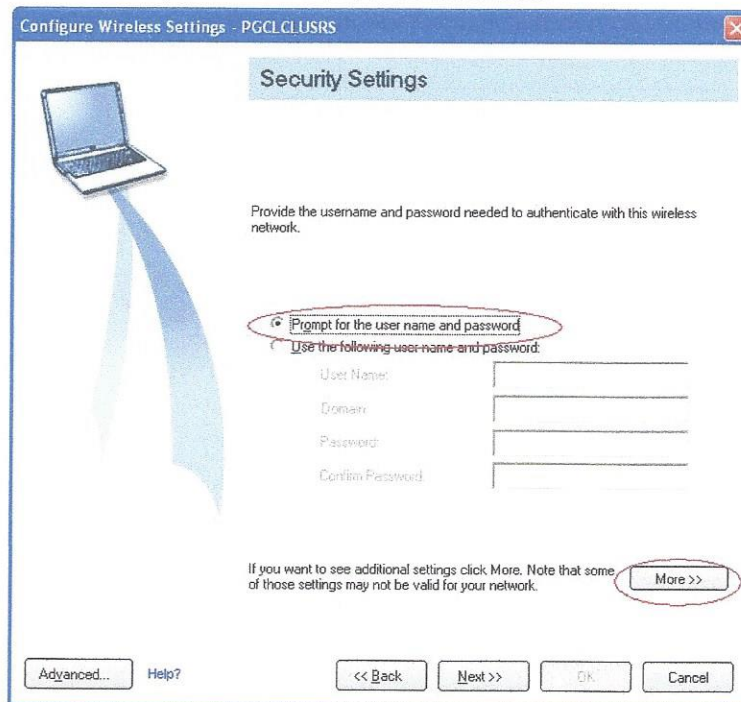 Configure Wireless Settings - PGCLCLUSRS
Security Settings
Provide the username and password needed to authenticate with this wireless
network.
Prompt for the user name and password
Use the following user name and password:
User Name:
Domain:
Password:
Confirm Password:
If you want to see additional settings click More. Note that some
of those settings may not be valid for your network.
More >>
Advanced...
Help?
<< Back
Next >>
OK
Cancel